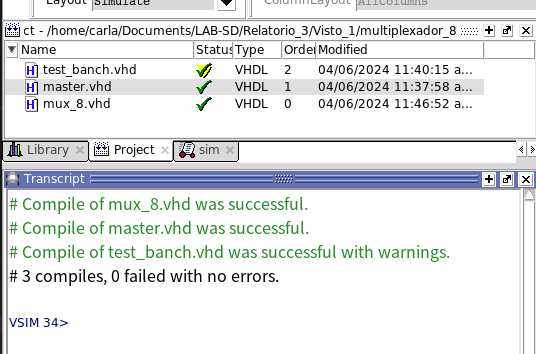 Layout Simulate ColumnLayout AllColumns
ct - /home/carla/Documents/LAB-SD/Relatorio_3/Visto_1/multiplexador_8
Name Status Type Order Modified
test_banch.vhd VHDL 2 04/06/2024 11:40:15 a...
master.vhd VHDL 1 04/06/2024 11:37:58 a...
mux_8.vhd VHDL 0 04/06/2024 11:46:52 a...
Library Project sim
Transcript
# Compile of mux_8.vhd was successful.
# Compile of master.vhd was successful.
# Compile of test_banch.vhd was successful with warnings.
# 3 compiles, 0 failed with no errors.
VSIM 34>